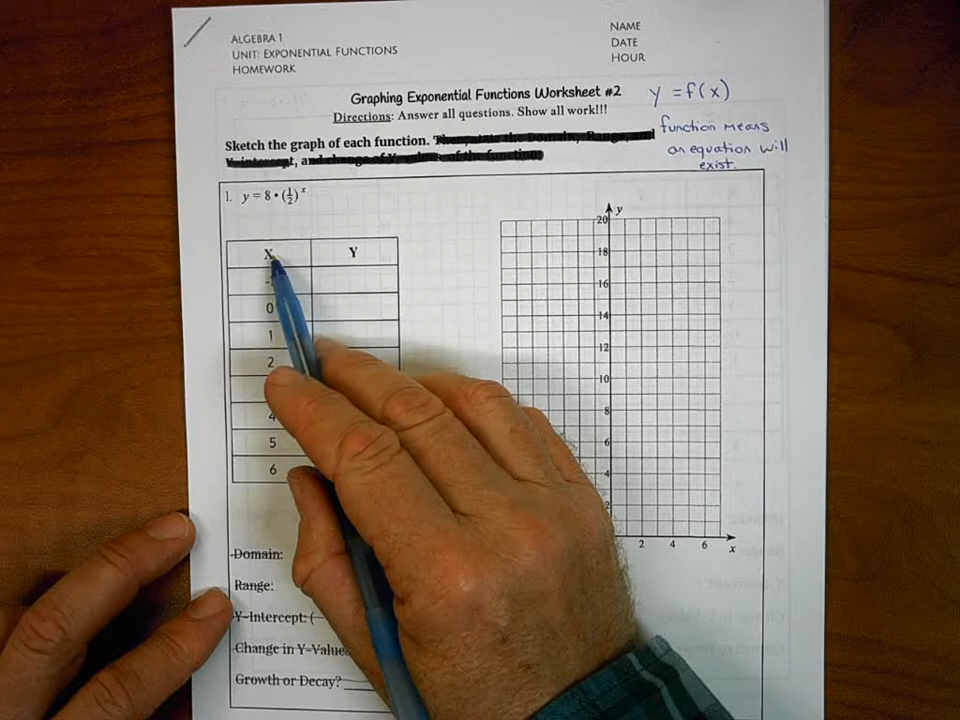 ALGEBRA 1
UNIT: EXPONENTIAL FUNCTIONS
HOMEWORK
NAME
DATE
HOUR
Graphing Exponential Functions Worksheet #2
Directions: Answer all questions. Show all work!!!
y = f(x)
function means
an equation will
exist.
Sketch the graph of each function.
1. y = 8 • (1/2)^x
X Y
0
1
2
4
5
6
y
20
18
16
14
12
10
8
6
4
2
2 4 6
x
Domain:
Range:
Y-Intercept: (
Change in Y-Value
Growth or Decay?